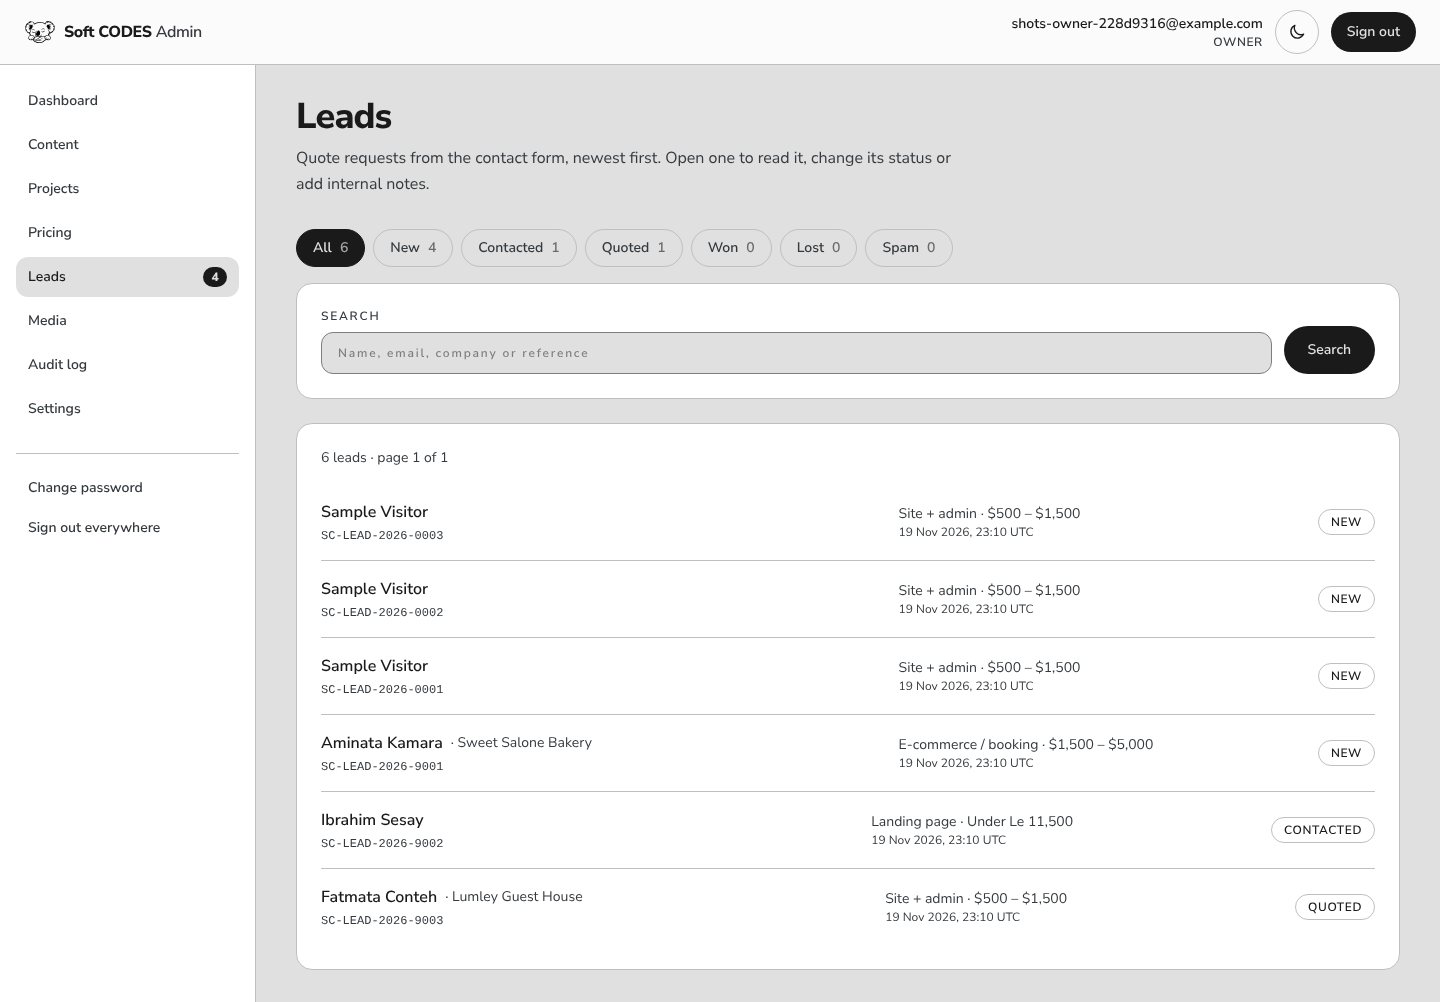 Soft CODES Admin
shots-owner-228d9316@example.com
OWNER
Sign out
Dashboard
Content
Projects
Pricing
Leads 4
Media
Audit log
Settings
Change password
Sign out everywhere
Leads
Quote requests from the contact form, newest first. Open one to read it, change its status or
add internal notes.
All 6 New 4 Contacted 1 Quoted 1 Won 0 Lost 0 Spam 0
SEARCH
Name, email, company or reference
Search
6 leads · page 1 of 1
Sample Visitor
SC-LEAD-2026-0003
Site + admin · $500 – $1,500
19 Nov 2026, 23:10 UTC
NEW
Sample Visitor
SC-LEAD-2026-0002
Site + admin · $500 – $1,500
19 Nov 2026, 23:10 UTC
NEW
Sample Visitor
SC-LEAD-2026-0001
Site + admin · $500 – $1,500
19 Nov 2026, 23:10 UTC
NEW
Aminata Kamara · Sweet Salone Bakery
SC-LEAD-2026-9001
E-commerce / booking · $1,500 – $5,000
19 Nov 2026, 23:10 UTC
NEW
Ibrahim Sesay
SC-LEAD-2026-9002
Landing page · Under Le 11,500
19 Nov 2026, 23:10 UTC
CONTACTED
Fatmata Conteh · Lumley Guest House
SC-LEAD-2026-9003
Site + admin · $500 – $1,500
19 Nov 2026, 23:10 UTC
QUOTED